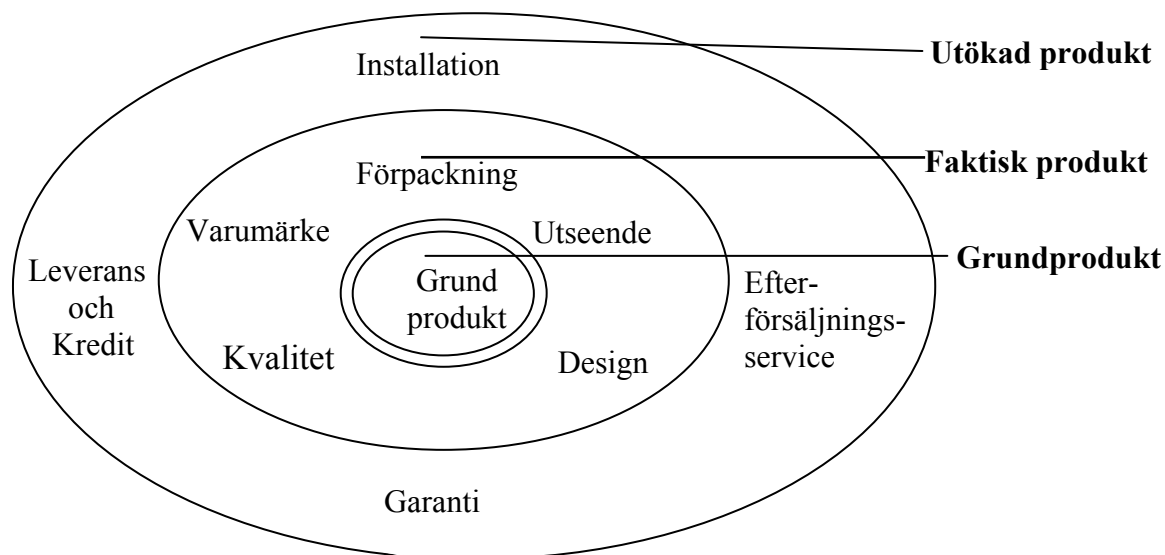 Installation
Utökad produkt
Förpackning
Faktisk produkt
Varumärke
Utseende
Grundprodukt
Leverans
och
Kredit
Grund
produkt
Efter-
försäljnings-
service
Kvalitet
Design
Garanti